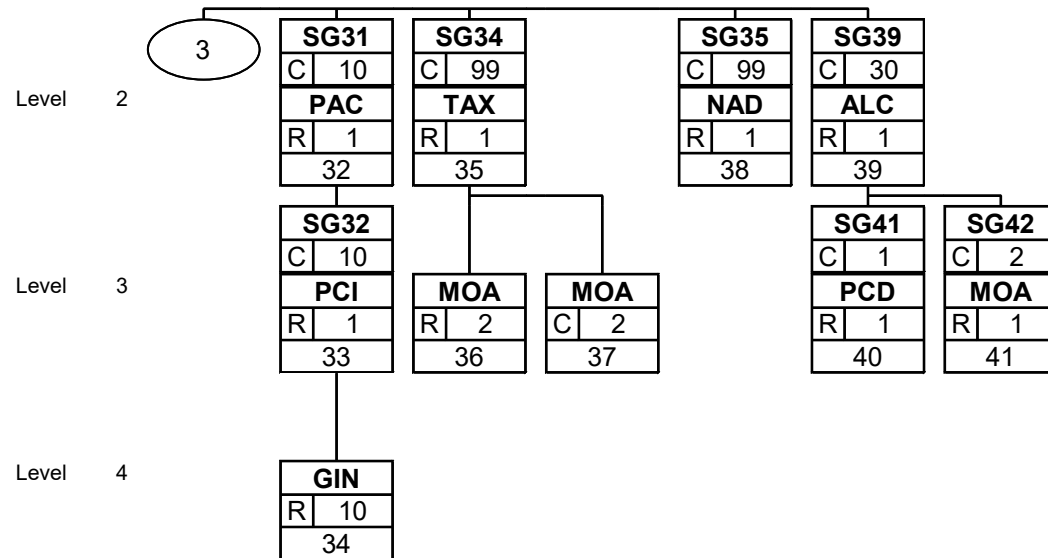 3
SG31 SG34 SG35 SG39
C 10 C 99 C 99 C 30
Level 2 PAC TAX NAD ALC
R 1 R 1 R 1 R 1
32 35 38 39
SG32 SG41 SG42
C 10 C 1 C 2
Level 3 PCI MOA MOA PCD MOA
R 1 R 2 C 2 R 1 R 1
33 36 37 40 41
Level 4 GIN
R 10
34